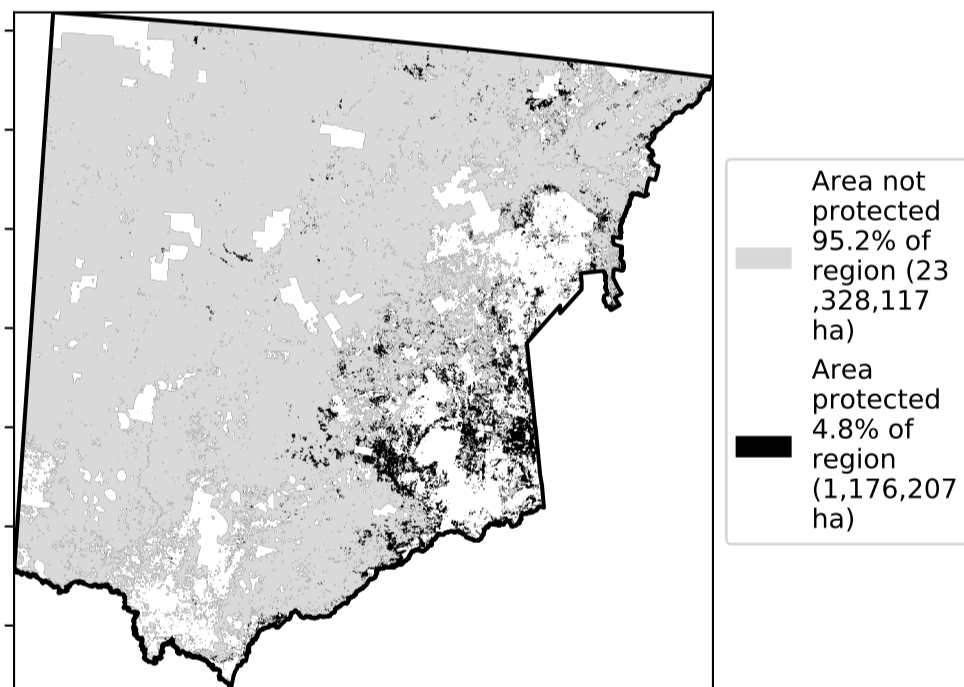 Area not
protected
95.2% of
region (23
,328,117
ha)
Area
protected
4.8% of
region
(1,176,207
ha)